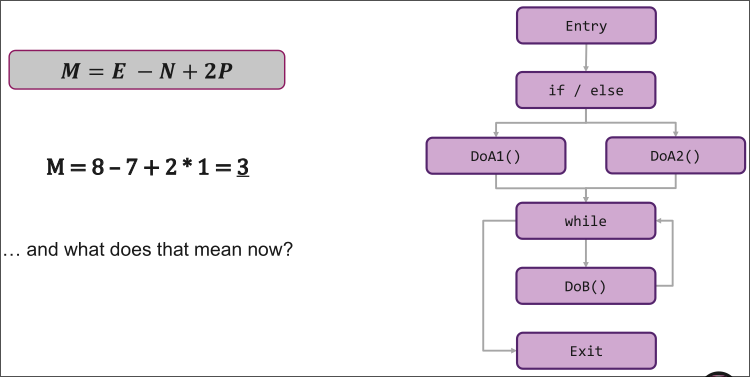 M = E − N + 2P
M = 8 – 7 + 2 * 1 = 3
… and what does that mean now?
Entry
if / else
DoA1()
DoA2()
while
DoB()
Exit